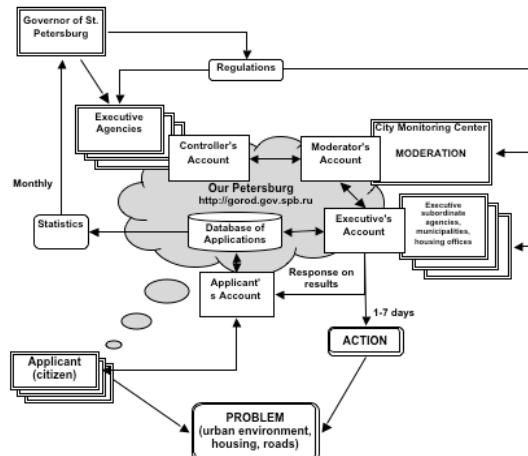 Governor of St.
Petersburg
Regulations
Executive
Agencies
Controller's
Account
Moderator's
Account
City Monitoring Center
MODERATION
Monthly
Our Petersburg
http://gorod.gov.spb.ru
Executive's
Account
Executive
subordinate
agencies,
municipalities,
housing offices
Statistics
Database of
Applications
Applicant'
s Account
Response on
results
1-7 days
ACTION
Applicant
(citizen)
PROBLEM
(urban environment,
housing, roads)